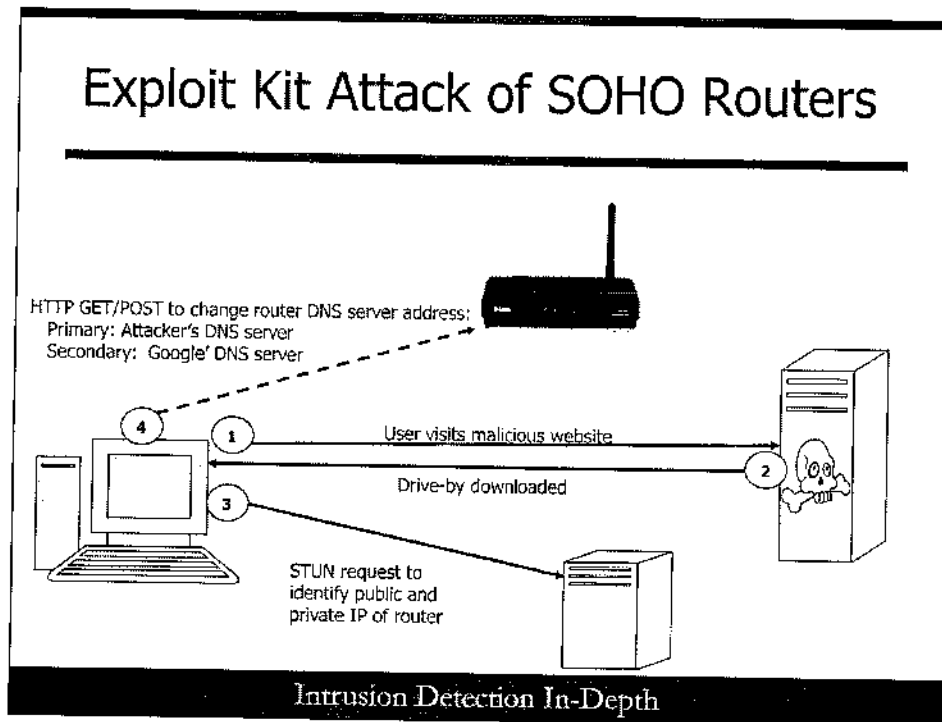 Exploit Kit Attack of SOHO Routers
HTTP GET/POST to change router DNS server address:
Primary: Attacker's DNS server
Secondary: Google' DNS server
4
1
User visits malicious website
2
Drive-by downloaded
3
STUN request to
identify public and
private IP of router
Intrusion Detection In-Depth